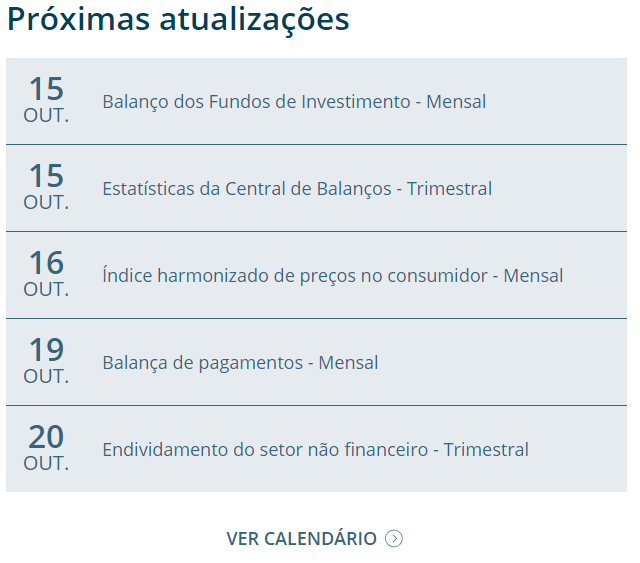 Próximas atualizações
15
OUT.
Balanço dos Fundos de Investimento - Mensal
15
OUT.
Estatísticas da Central de Balanços - Trimestral
16
OUT.
Índice harmonizado de preços no consumidor - Mensal
19
OUT.
Balança de pagamentos - Mensal
20
OUT.
Endividamento do setor não financeiro - Trimestral
VER CALENDÁRIO